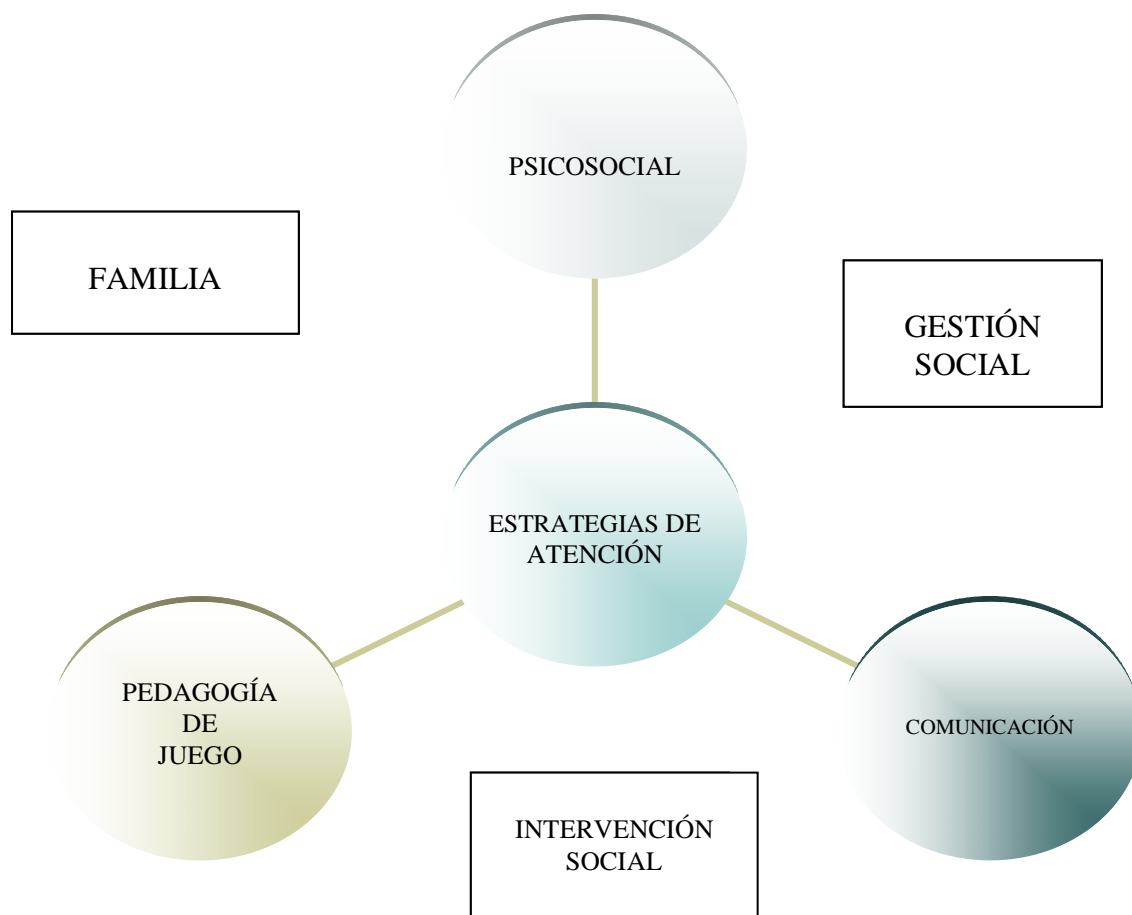 PSICOSOCIAL
FAMILIA
GESTIÓN
SOCIAL
ESTRATEGIAS DE
ATENCIÓN
PEDAGOGÍA
DE
JUEGO
COMUNICACIÓN
INTERVENCIÓN
SOCIAL